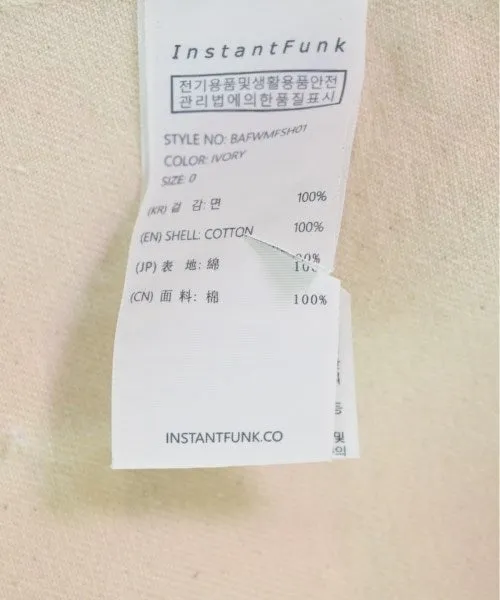 InstantFunk
전기용품및생활용품안전
관리법에의한품질표시
STYLE NO: BAFWMFSH01
COLOR: IVORY
SIZE: 0
(KR) 겉 감: 면 100%
(EN) SHELL: COTTON 100%
(JP) 表 地: 綿
(CN) 面 料: 棉 100%
INSTANTFUNK.CO
및
의